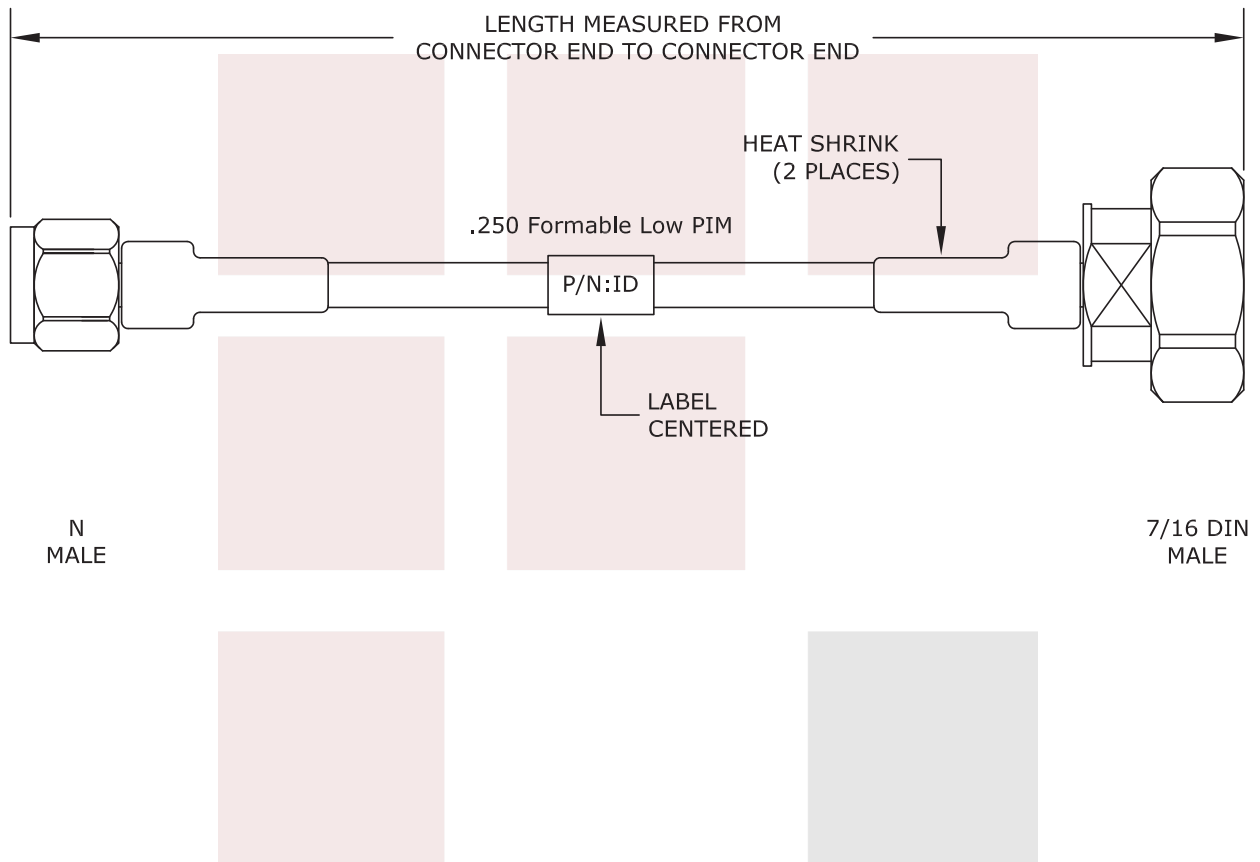 LENGTH MEASURED FROM
CONNECTOR END TO CONNECTOR END
HEAT SHRINK
(2 PLACES)
.250 Formable Low PIM
P/N:ID
LABEL
CENTERED
N
MALE
7/16 DIN
MALE